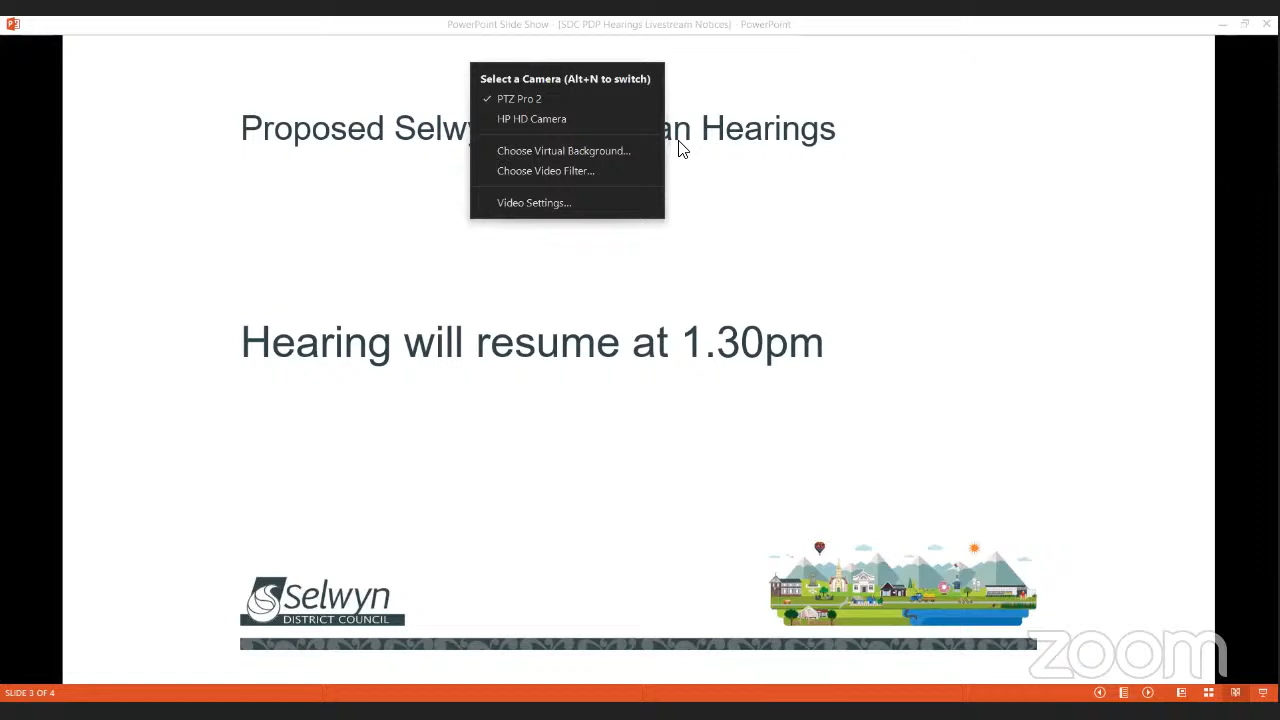 PowerPoint Slide Show - [SDC PDP Hearings Livestream Notices] - PowerPoint
Select a Camera (Alt+N to switch)
PTZ Pro 2
HP HD Camera
Choose Virtual Background...
Choose Video Filter...
Video Settings...
Proposed Selwy an Hearings
Hearing will resume at 1.30pm
Selwyn
DISTRICT COUNCIL
zoom
SLIDE 3 OF 4